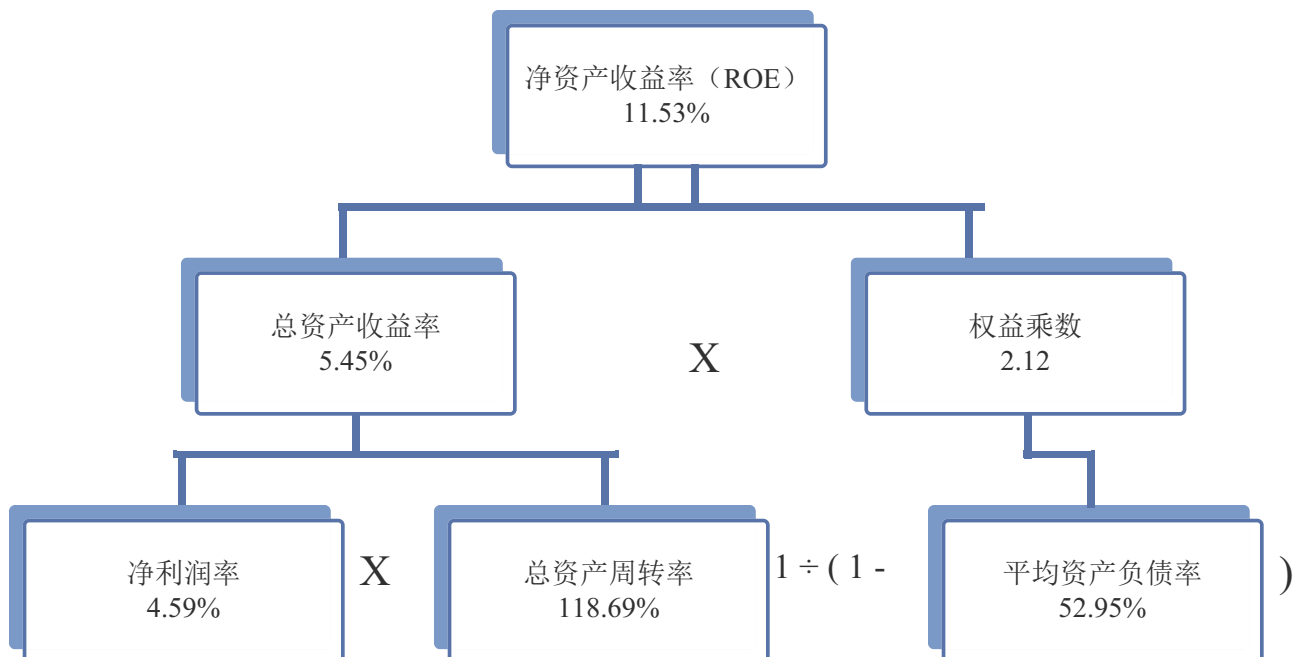 净资产收益率（ROE）
11.53%
总资产收益率
5.45%
X
权益乘数
2.12
净利润率
4.59%
X
总资产周转率
118.69%
1 ÷ ( 1 -
平均资产负债率
52.95%
)